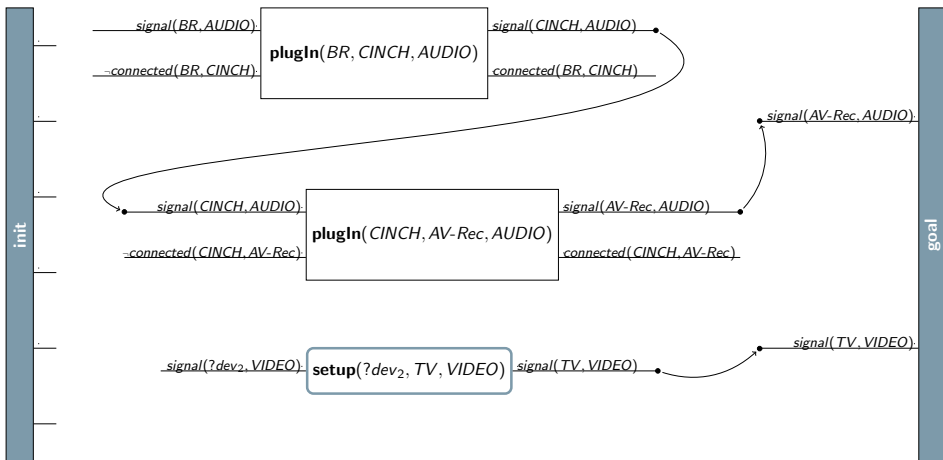 signal(BR, AUDIO)
¬connected(BR, CINCH)
plugIn(BR, CINCH, AUDIO)
signal(CINCH, AUDIO)
connected(BR, CINCH)
signal(AV-Rec, AUDIO)
init
signal(CINCH, AUDIO)
¬connected(CINCH, AV-Rec)
plugIn(CINCH, AV-Rec, AUDIO)
signal(AV-Rec, AUDIO)
connected(CINCH, AV-Rec)
goal
signal(?dev₂, VIDEO)
setup(?dev₂, TV, VIDEO)
signal(TV, VIDEO)
signal(TV, VIDEO)